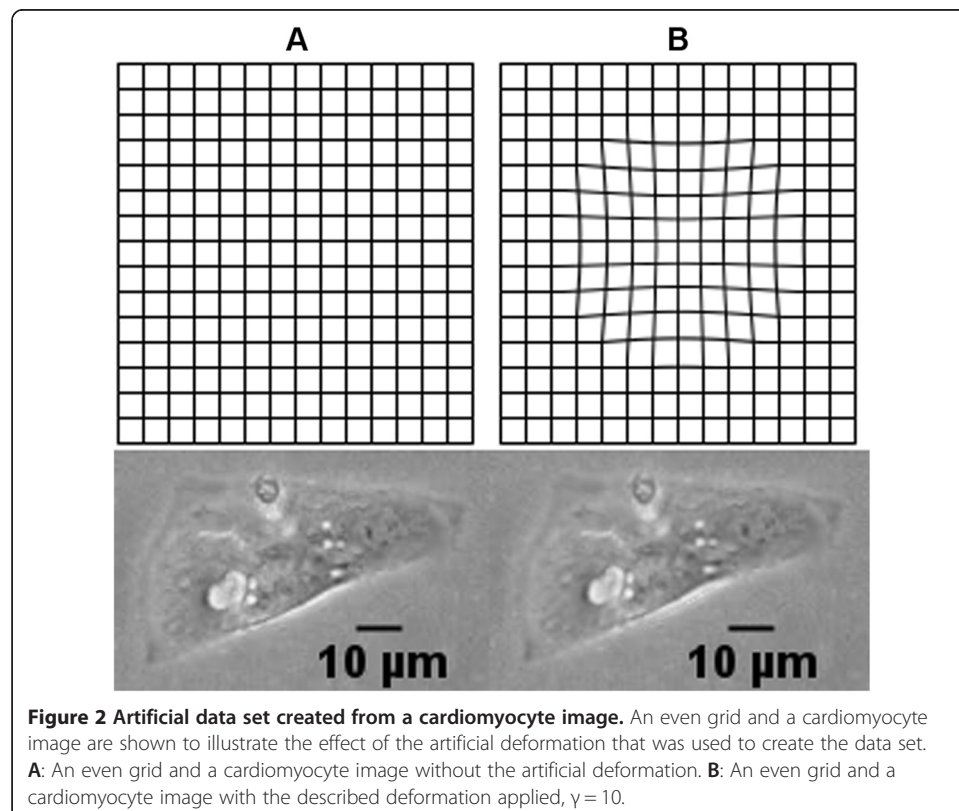 A
B
10 µm
10 µm
Figure 2 Artificial data set created from a cardiomyocyte image. An even grid and a cardiomyocyte
image are shown to illustrate the effect of the artificial deformation that was used to create the data set.
A: An even grid and a cardiomyocyte image without the artificial deformation. B: An even grid and a
cardiomyocyte image with the described deformation applied, γ = 10.